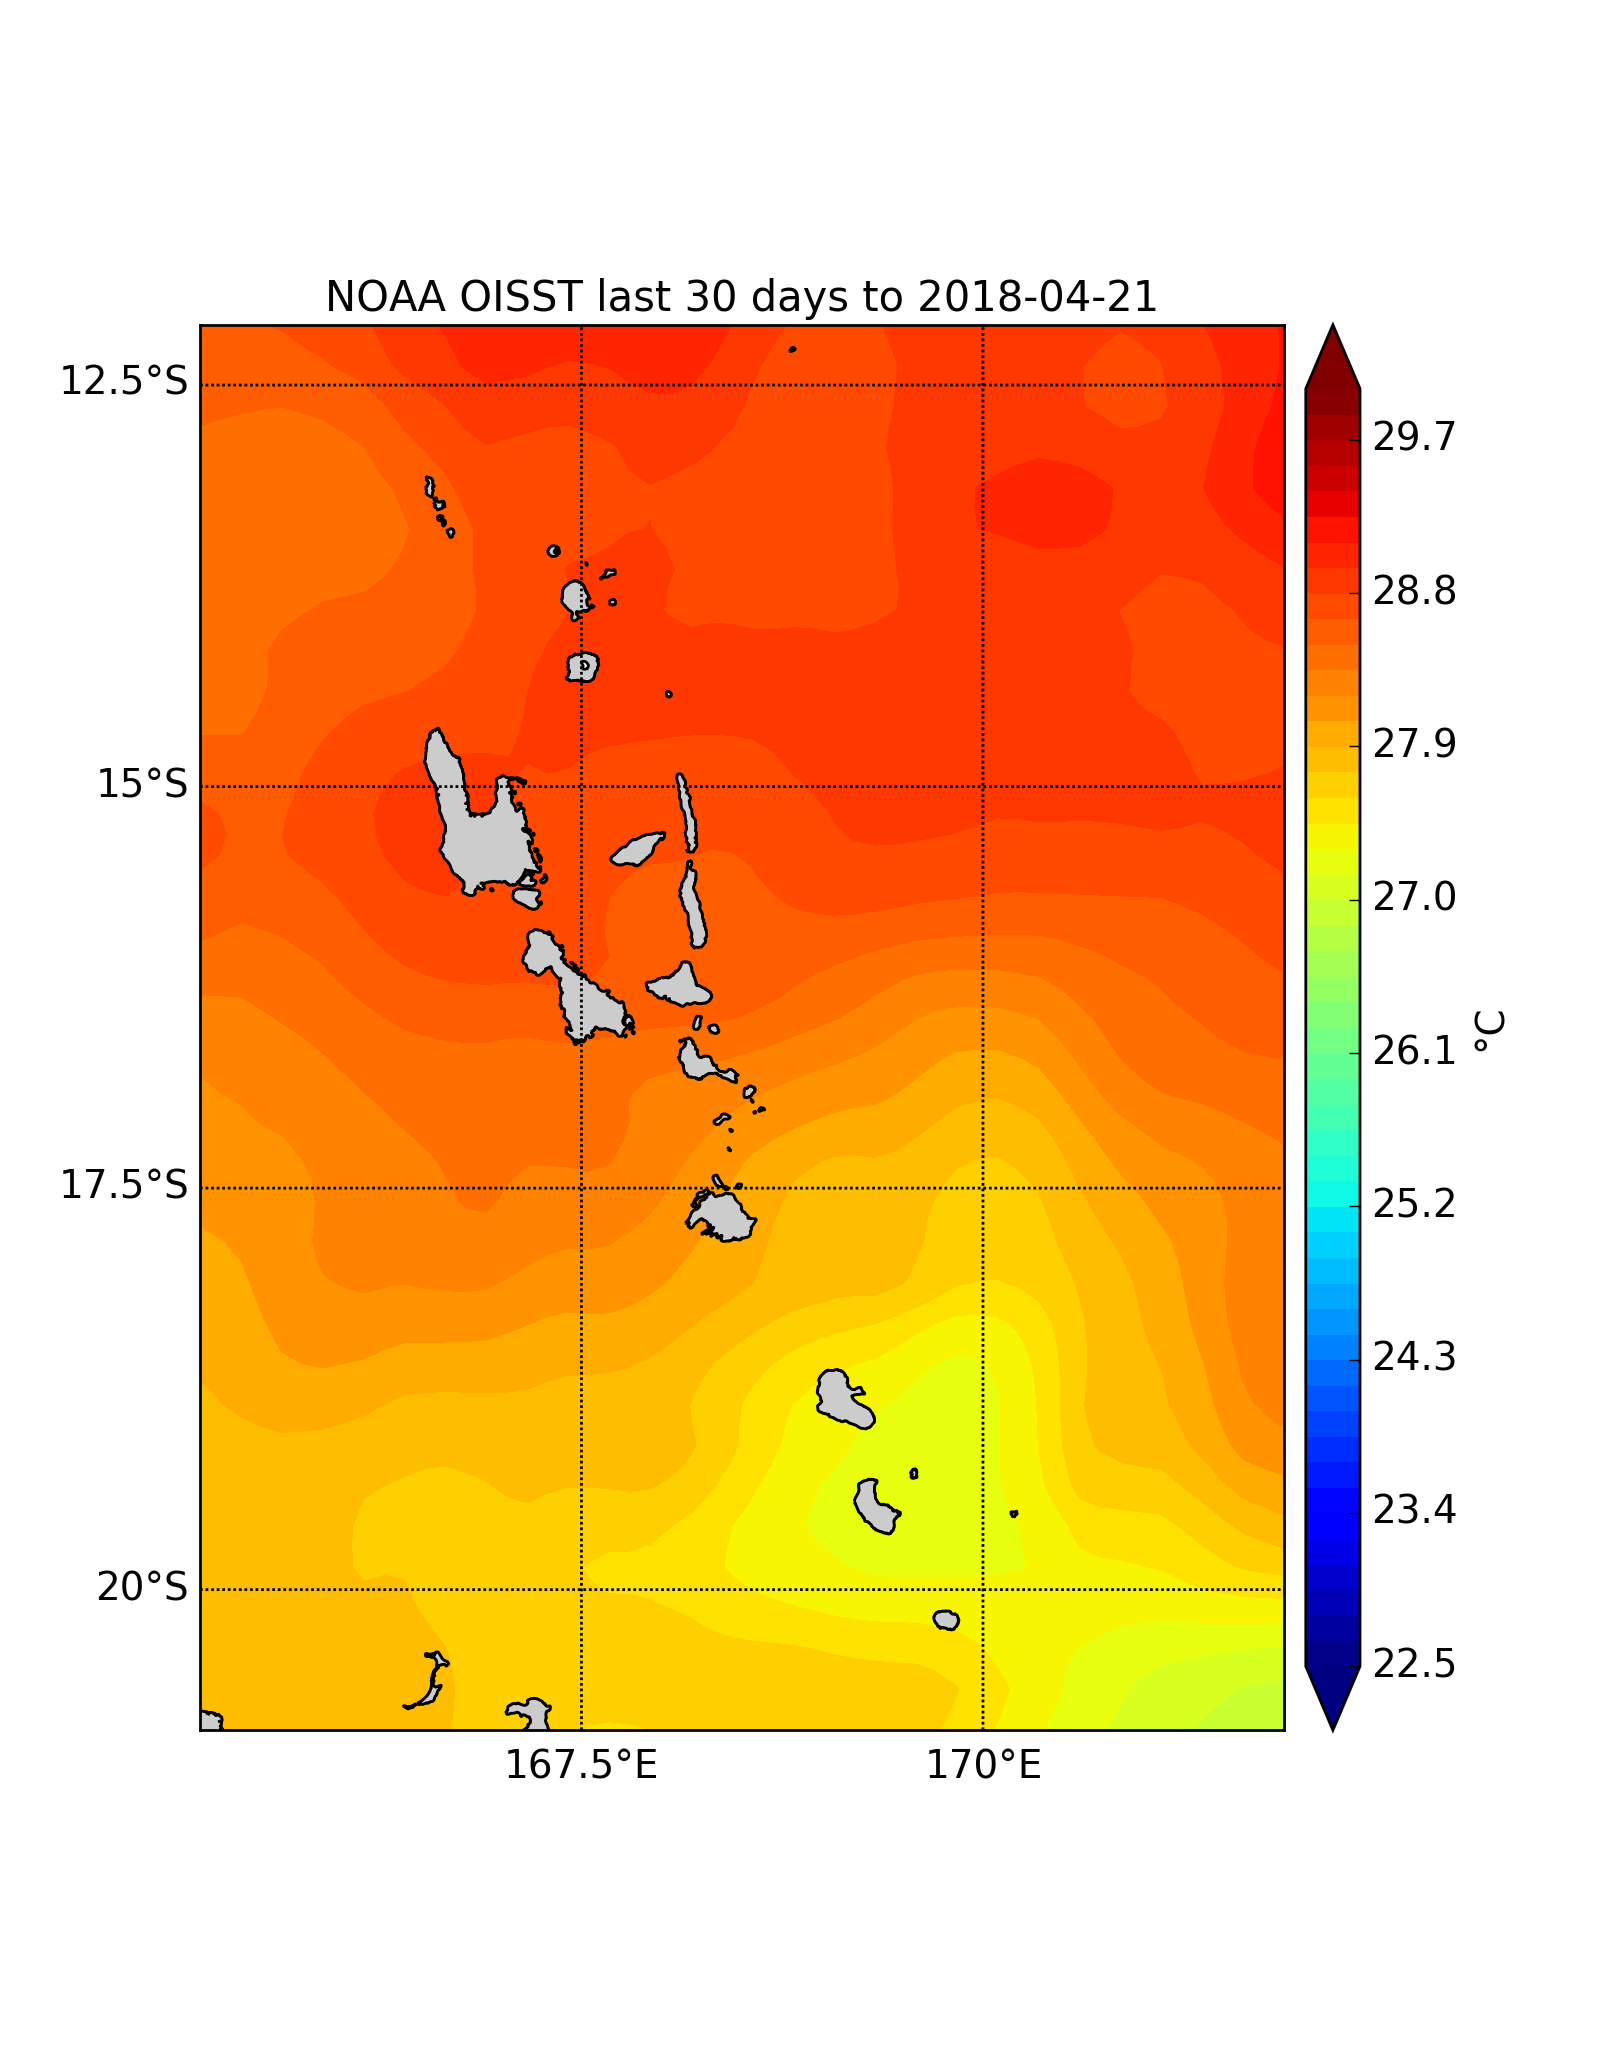 NOAA OISST last 30 days to 2018-04-21
12.5°S
15°S
17.5°S
20°S
167.5°E
170°E
29.7
28.8
27.9
27.0
26.1
25.2
24.3
23.4
22.5
°C